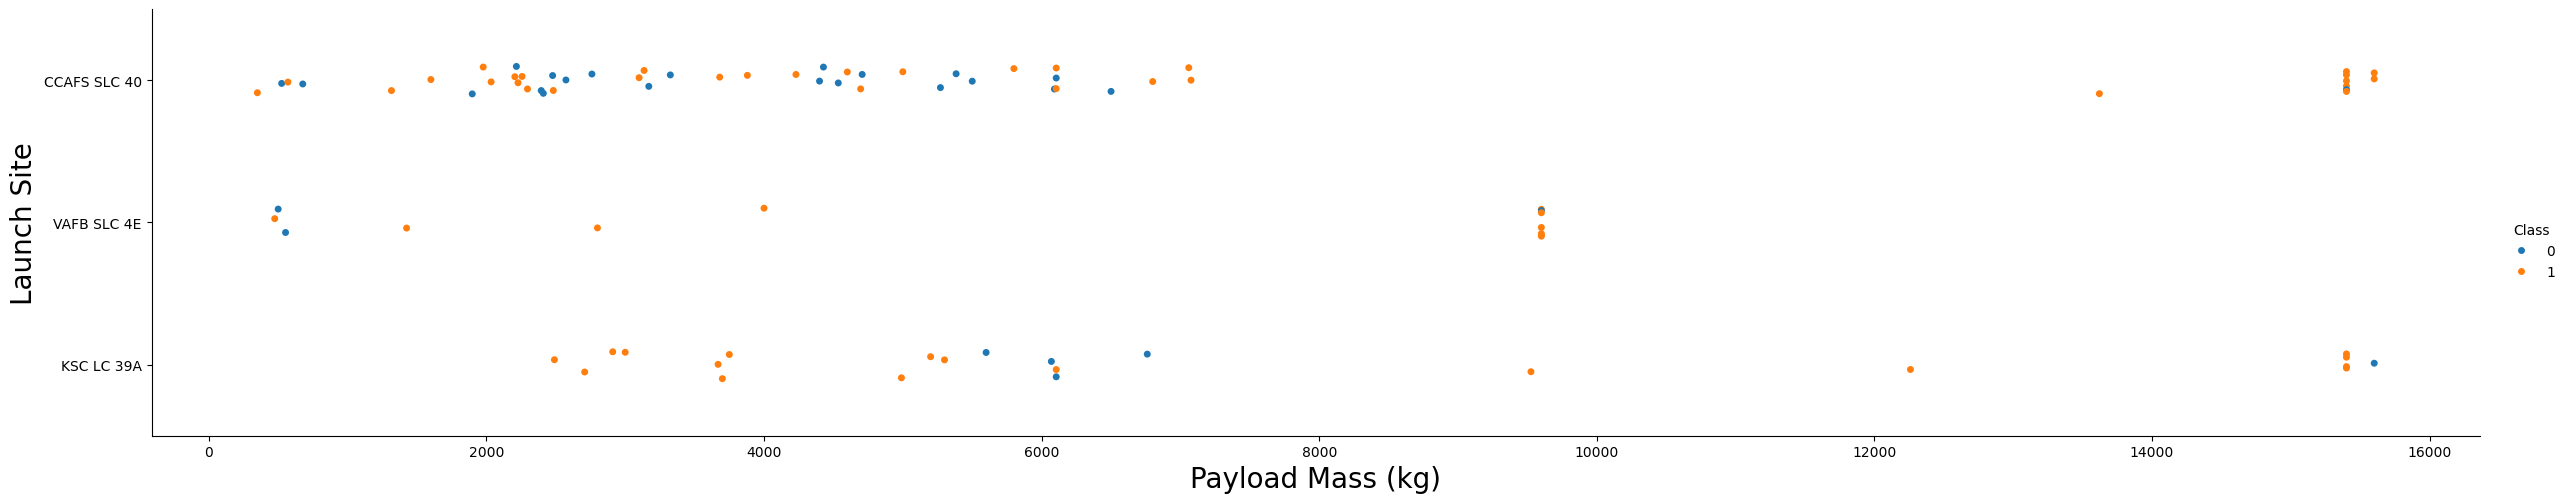 Launch Site
CCAFS SLC 40
VAFB SLC 4E
KSC LC 39A
0
2000
4000
6000
8000
10000
12000
14000
16000
Payload Mass (kg)
Class
0
1